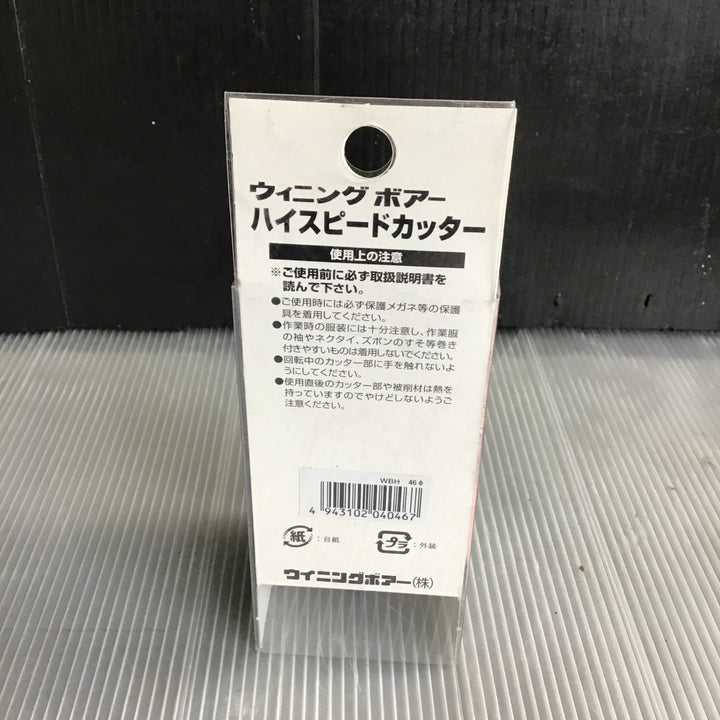 ウィニング ボアー
ハイスピードカッター
使用上の注意
※ご使用前に必ず取扱説明書を
読んで下さい。
●ご使用時には必ず保護メガネ等の保護
具を着用してください。
●作業時の服装には十分注意し、作業服
の袖やネクタイ、ズボンのすそ等巻き
付きやすいものは着用しないでください。
●回転中のカッター部に手を触れないよ
うにしてください。
●使用直後のカッター部や被削材は熱を
持っていますのでやけどしないようご
注意ください。
WBH 46φ
4 943102 040467
紙 :台紙 プラ :外装
ウイニングボアー(株)